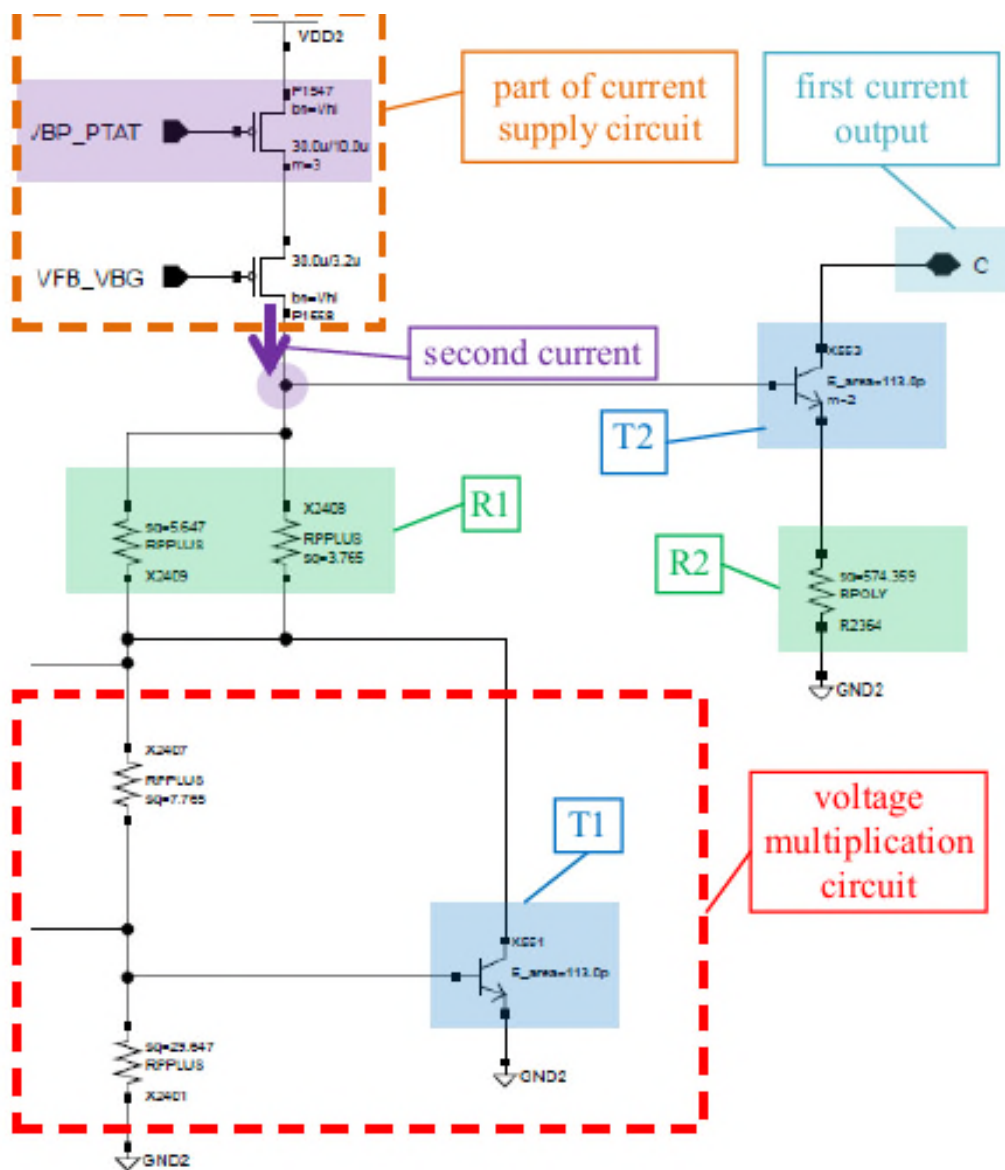 VDD2
part of current
supply circuit
first current
output
P1547
bn=Vhi
VBP_PTAT
30.0u/10.0u
m=3
30.0u/3.2u
VFB_VBG
bn=Vhi
P1558
C
second current
X553
E_area=113.0p
m=2
T2
R1
X2408
sq=5.647
RPPLUS
RPPLUS
sq=3.765
X2409
R2
sq=574.359
RPOLY
R2364
GND2
X2407
RPPLUS
sq=7.765
voltage
multiplication
circuit
T1
X551
E_area=113.0p
sq=29.647
RPPLUS
X2401
GND2
GND2